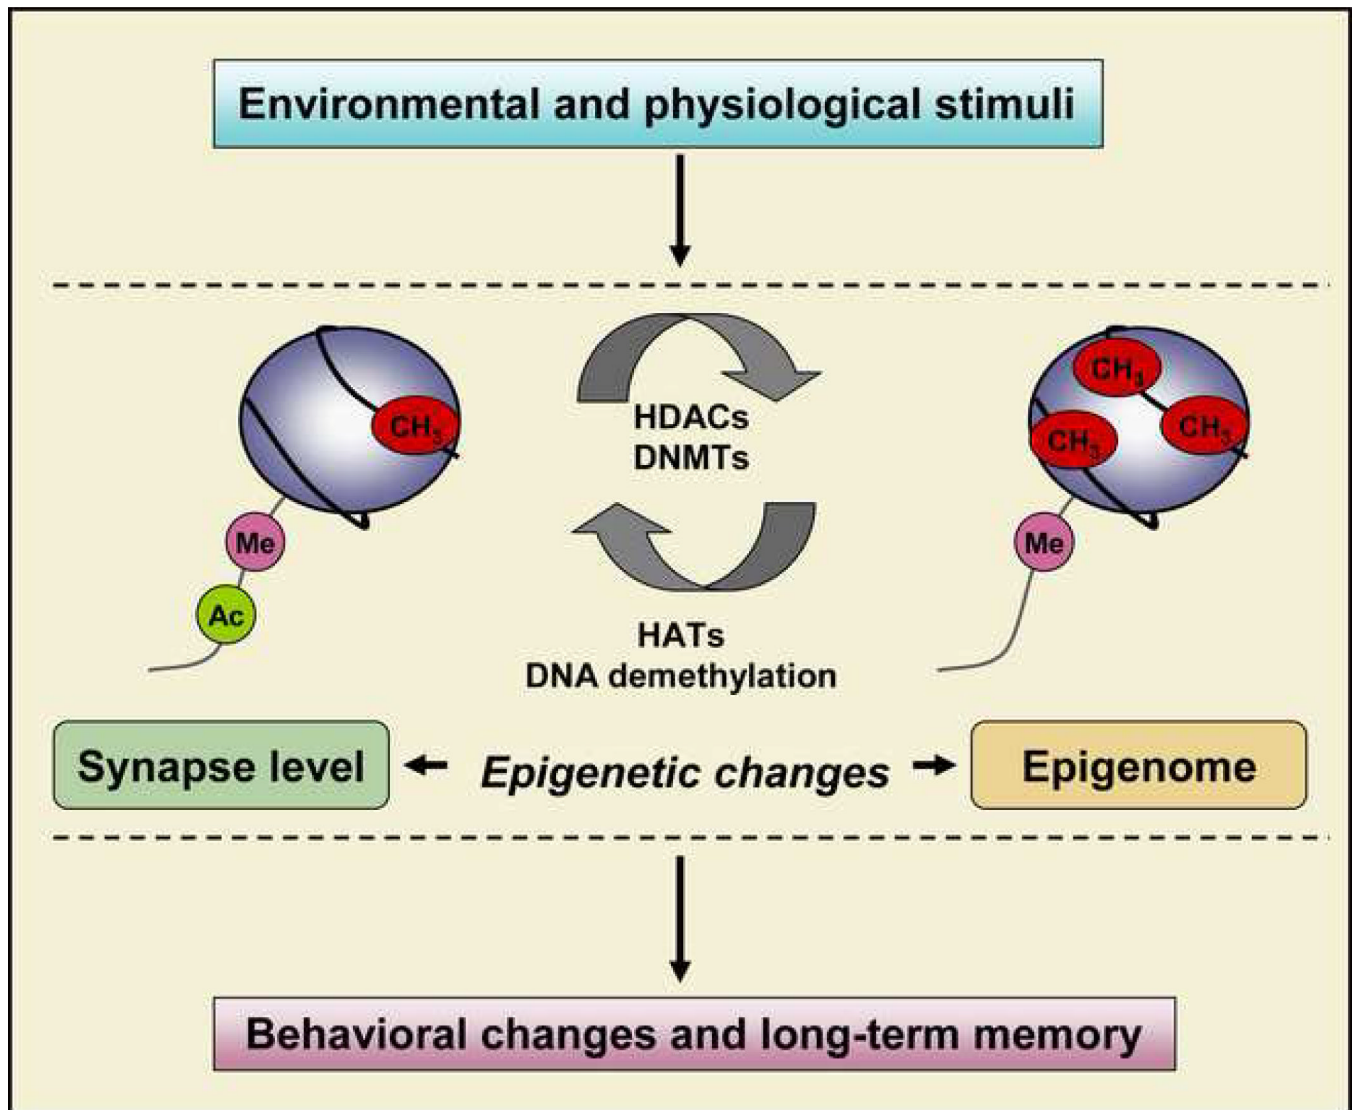 Environmental and physiological stimuli
CH₃
HDACs
DNMTs
CH₃
CH₃
CH₃
Me
Ac
Me
HATs
DNA demethylation
Synapse level
Epigenetic changes
Epigenome
Behavioral changes and long-term memory